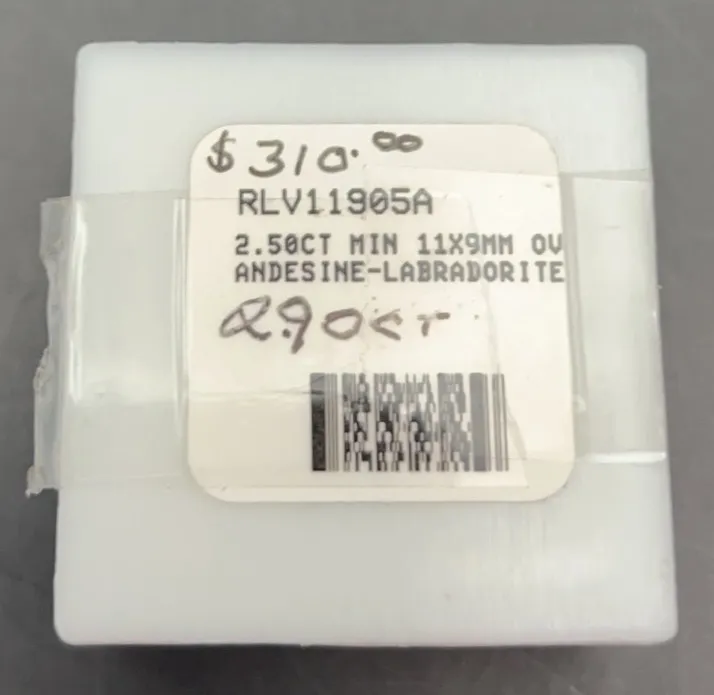 $310.00
RLV11905A
2.50CT MIN 11X9MM OV
ANDESINE-LABRADORITE
2.90ct